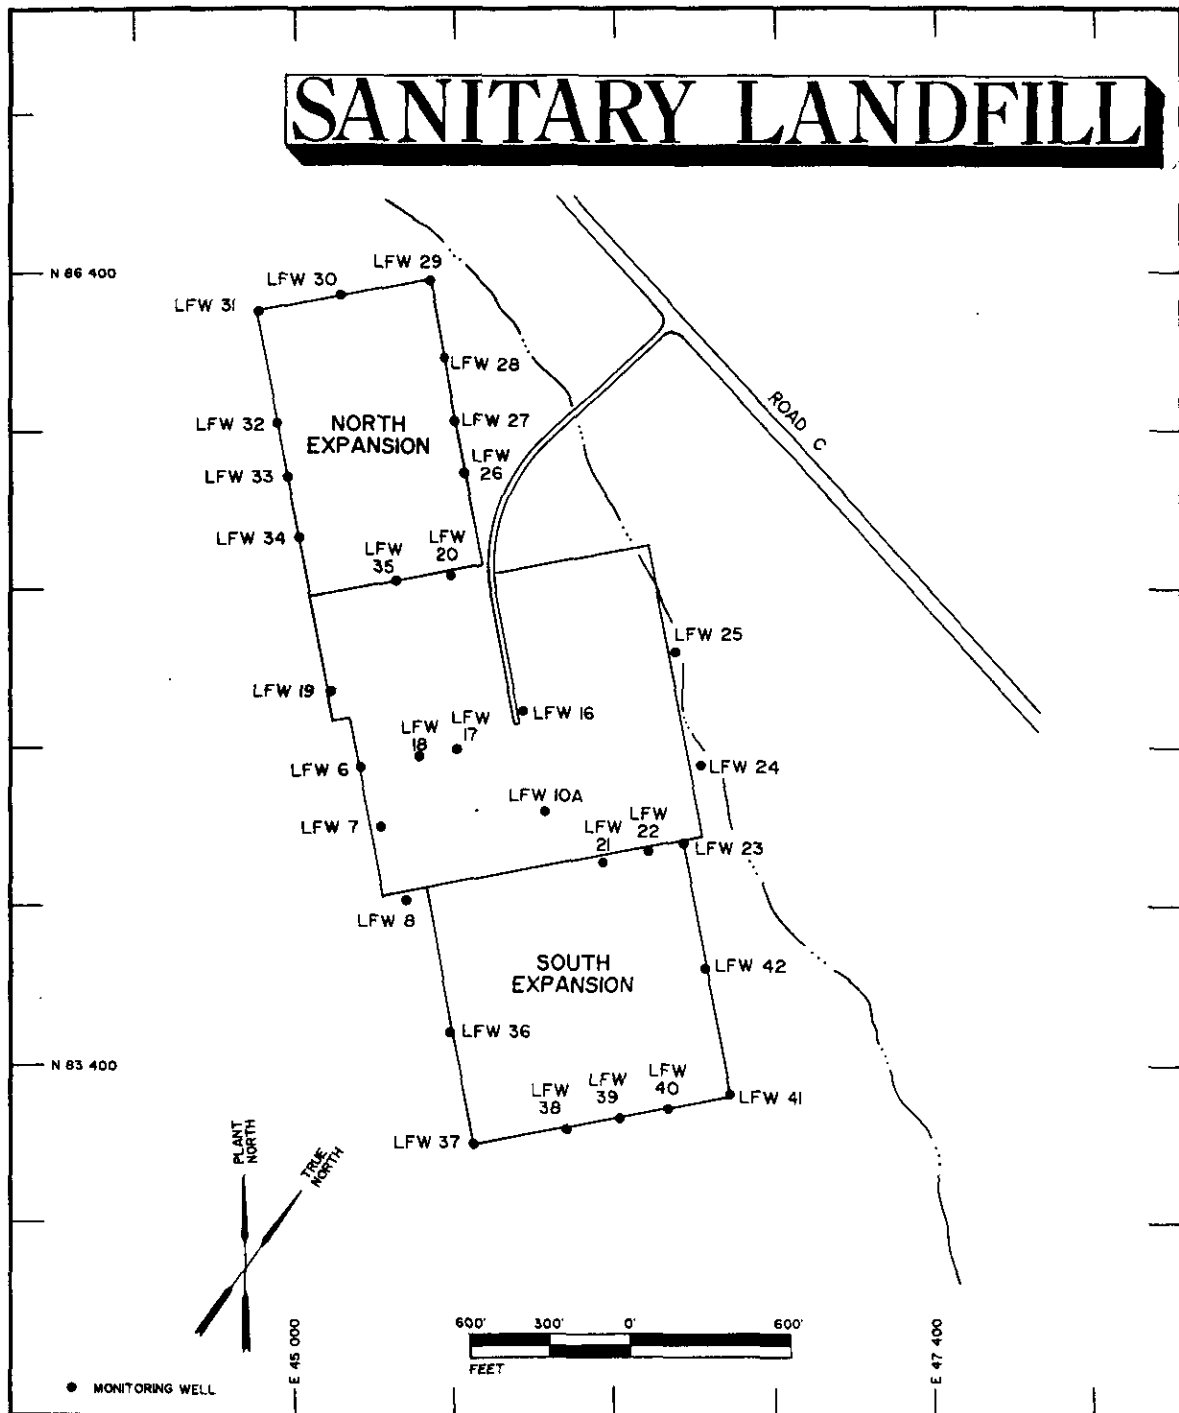 SANITARY LANDFILL
N 86 400
LFW 29
LFW 30
LFW 31
LFW 28
ROAD C
LFW 32
NORTH
EXPANSION
LFW 27
LFW
26
LFW 33
LFW 34
LFW
35
LFW
20
LFW 25
LFW 19
LFW 16
LFW
18
LFW
17
LFW 6
LFW 24
LFW 10A
LFW 7
LFW
21
LFW
22
LFW 23
LFW 8
SOUTH
EXPANSION
LFW 42
LFW 36
N 83 400
LFW
38
LFW
39
LFW
40
LFW 41
LFW 37
PLANT
NORTH
TRUE
NORTH
600' 300' 0' 600'
FEET
E 45 000
E 47 400
MONITORING WELL